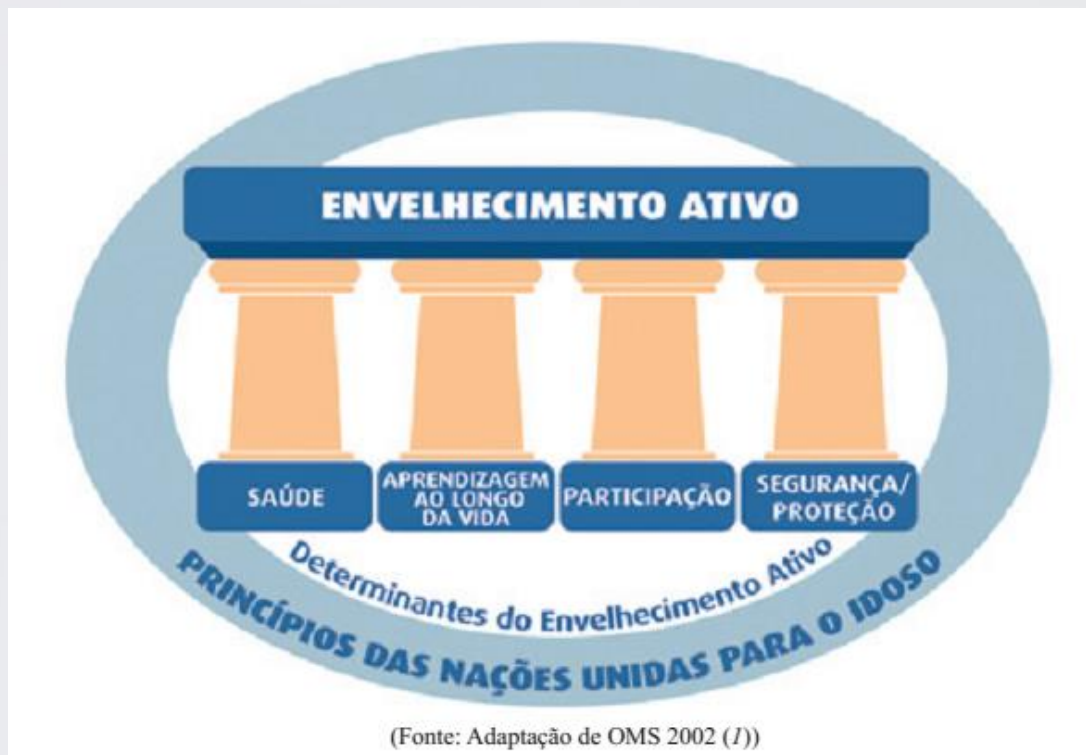 ENVELHECIMENTO ATIVO
SAÚDE
APRENDIZAGEM
AO LONGO
DA VIDA
PARTICIPAÇÃO
SEGURANÇA/
PROTEÇÃO
Determinantes do Envelhecimento Ativo
PRINCÍPIOS DAS NAÇÕES UNIDAS PARA O IDOSO
(Fonte: Adaptação de OMS 2002 (1))